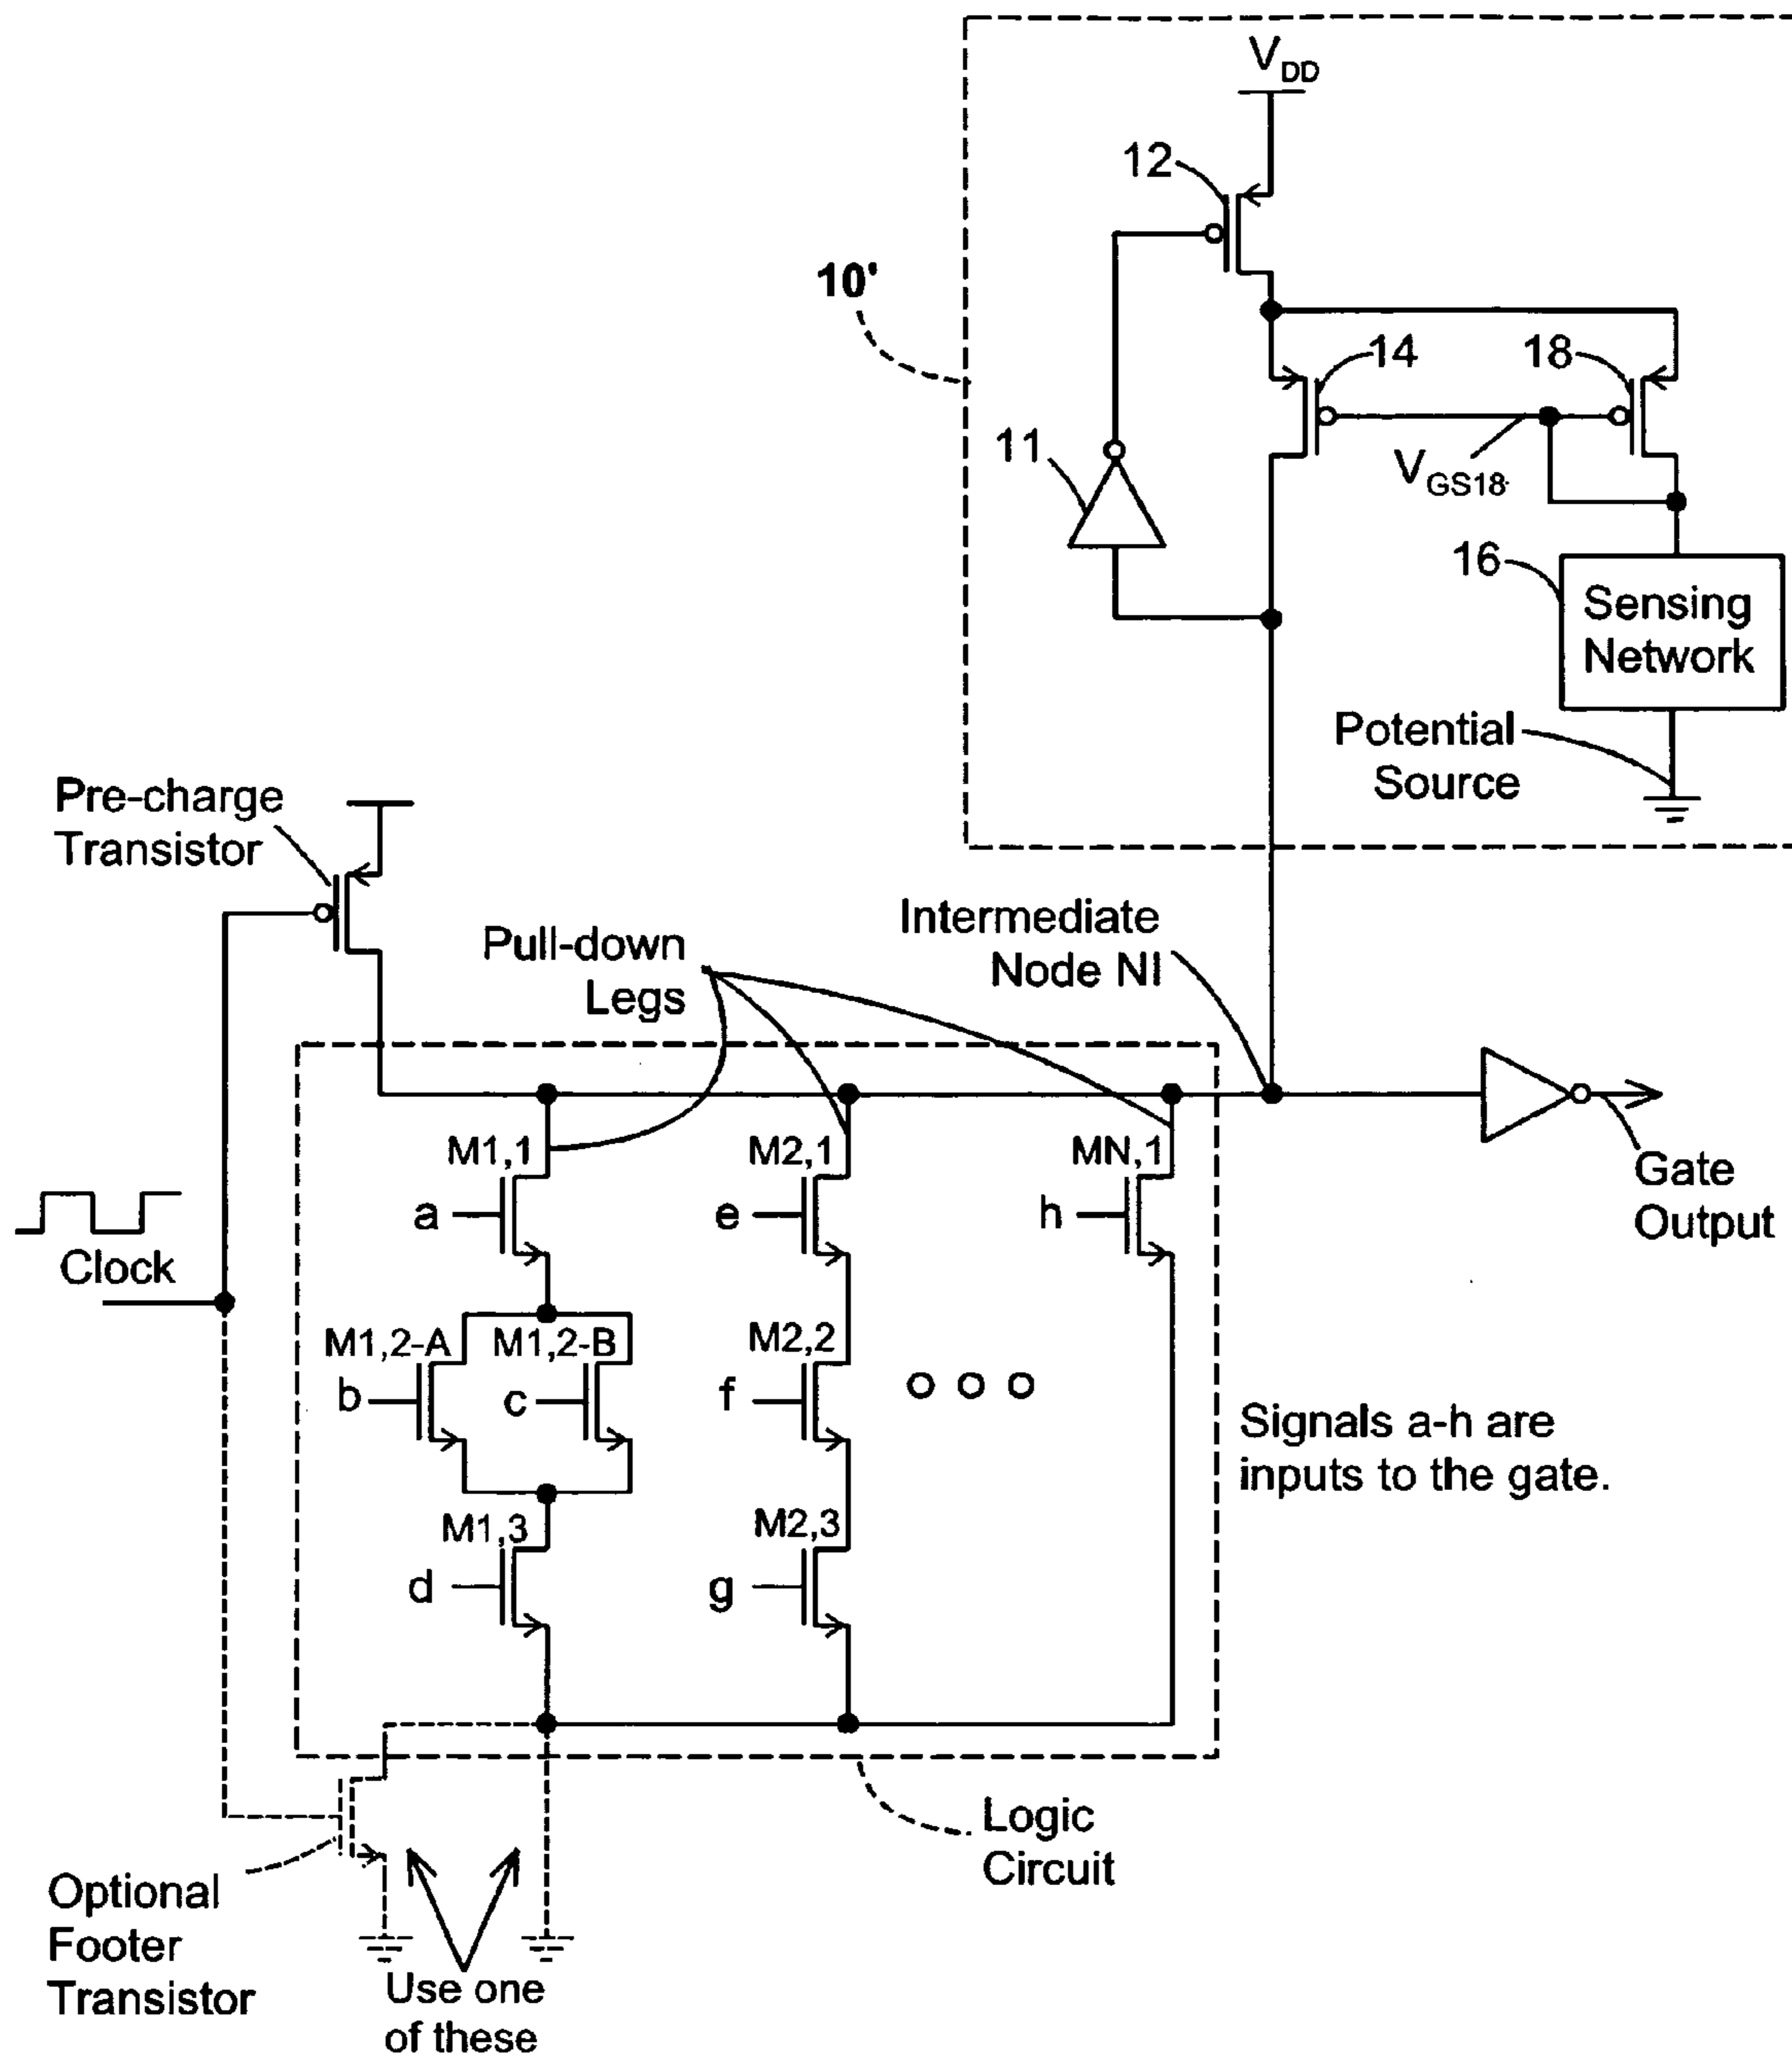 V_DD
12
10'
14
18
11
V_GS18
16
Sensing
Network
Potential
Source
Pre-charge
Transistor
Pull-down
Legs
Intermediate
Node NI
M1,1
M2,1
MN,1
a
e
h
Gate
Output
Clock
M1,2-A
M1,2-B
M2,2
b
c
f
Signals a-h are
inputs to the gate.
M1,3
M2,3
d
g
Logic
Circuit
Optional
Footer
Transistor
Use one
of these